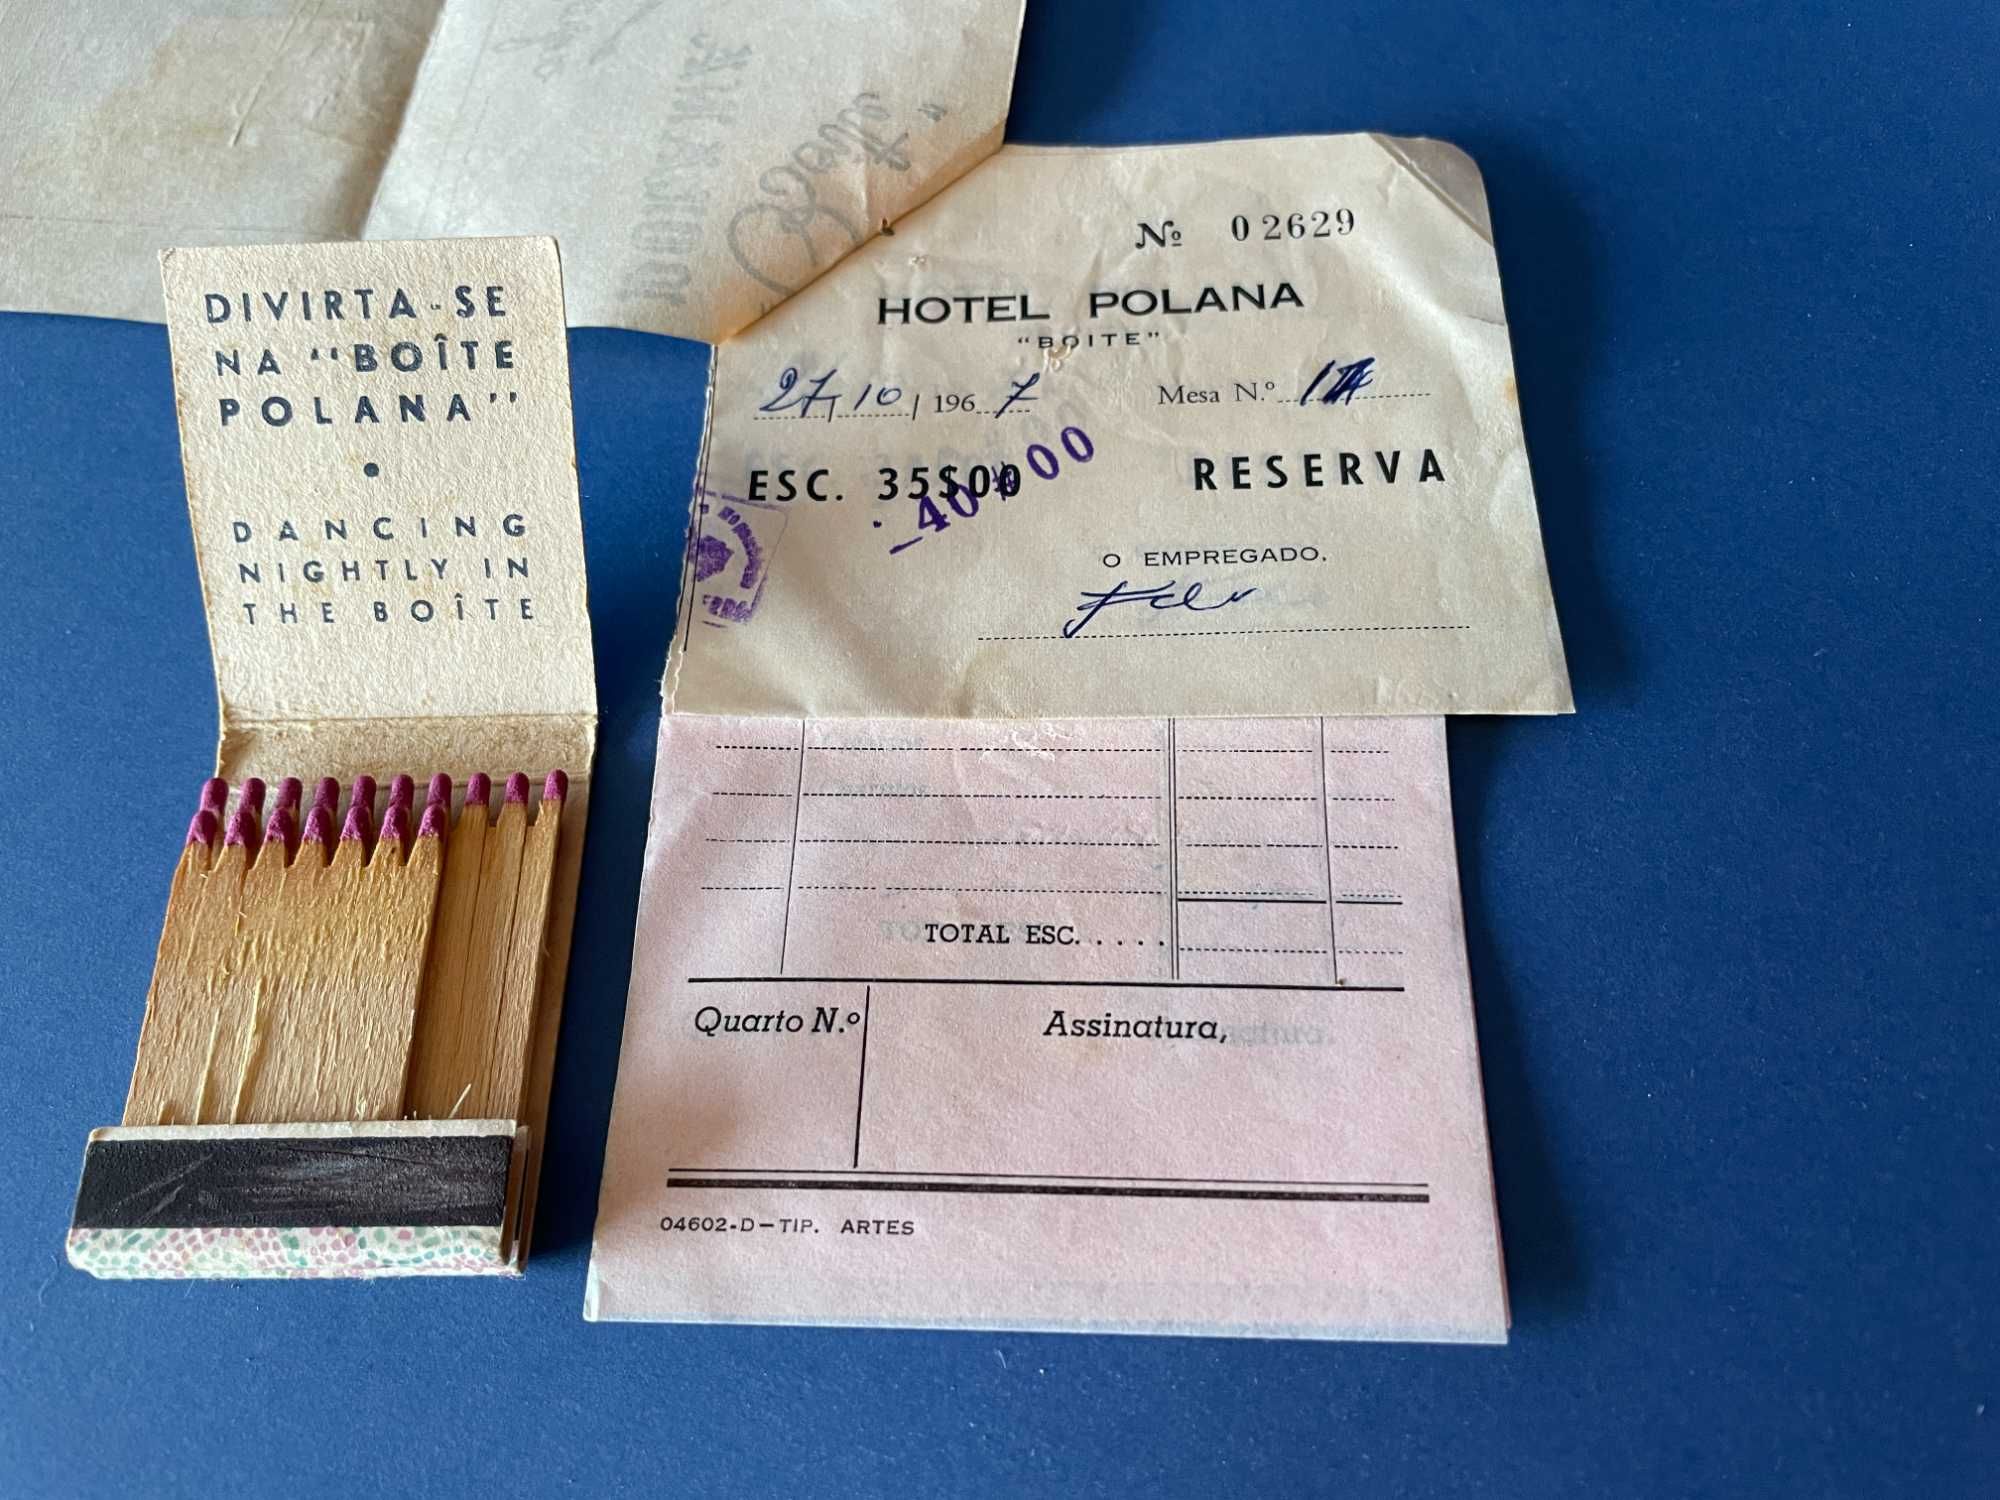 DIVIRTA-SE
NA "BOÎTE
POLANA"
•
DANCING
NIGHTLY IN
THE BOÎTE
Nº 02629
HOTEL POLANA
"BOITE"
27/10/1967 Mesa N.º
ESC. 35$00 RESERVA
40$00
O EMPREGADO,
TOTAL ESC.....
Quarto N.º Assinatura,
04602-D—TIP. ARTES